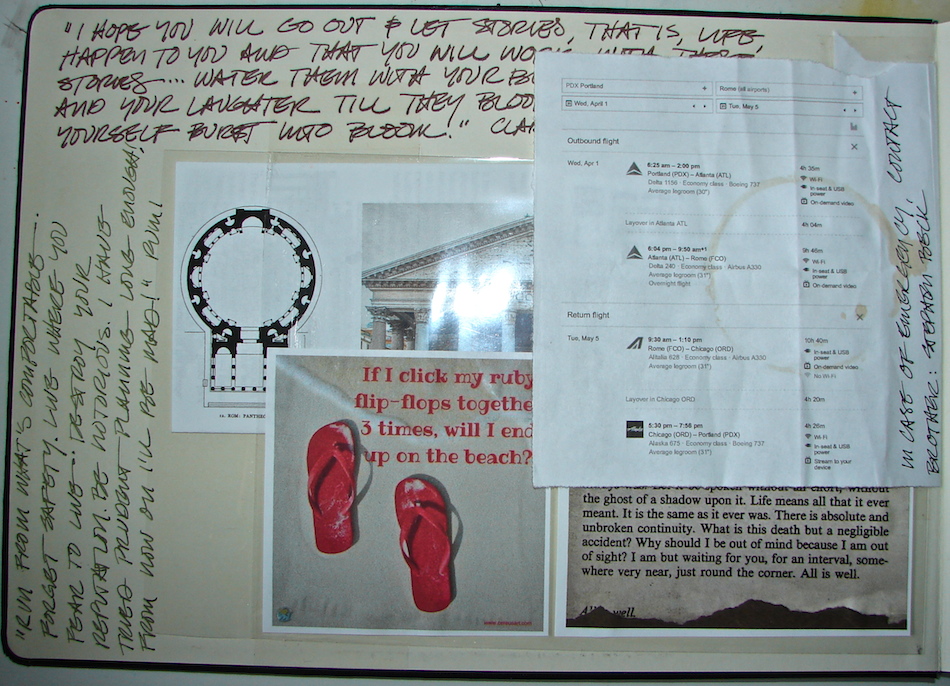 "I HOPE YOU WILL GO OUT & LET STORIES, THAT IS, LIFE
HAPPEN TO YOU AND THAT YOU WILL WORK WITH THESE
STORIES... WATER THEM WITH YOUR
AND YOUR LAUGHTER TILL THEY BLOOM
YOURSELF BURST INTO BLOOM."
"RUN FROM WHAT'S COMFORTABLE...
FORGET SAFETY. LIVE WHERE YOU
FEAR TO LIVE... DESTROY YOUR
REPUTATION. BE NOTORIOUS. I HAVE
TRIED PRUDENT PLANNING LONG ENOUGH!
FROM NOW ON I'LL BE MAD!" RUMI
12. ROM: PANTHEO
If I click my ruby
flip-flops togethe
3 times, will I end
up on the beach?
PDX Portland
Rome (all airports)
Wed, April 1
Tue, May 5
Outbound flight
Wed, Apr 1
6:25 am – 2:00 pm
Portland (PDX) – Atlanta (ATL)
Delta 1156 · Economy class · Boeing 737
Average legroom (30")
4h 35m
Wi-Fi
In-seat & USB
power
On-demand video
Layover in Atlanta ATL
4h 04m
6:04 pm – 9:50 am+1
Atlanta (ATL) – Rome (FCO)
Delta 240 · Economy class · Airbus A330
Average legroom (31")
Overnight flight
9h 46m
Wi-Fi
In-seat & USB
power
On-demand video
Return flight
Tue, May 5
9:30 am – 1:10 pm
Rome (FCO) – Chicago (ORD)
Alitalia 628 · Economy class · Airbus A330
Average legroom (31")
10h 40m
In-seat & USB
power
On-demand video
No Wi-Fi
Layover in Chicago ORD
4h 20m
Alaska
5:30 pm – 7:56 pm
Chicago (ORD) – Portland (PDX)
Alaska 675 · Economy class · Boeing 737
Average legroom (31")
4h 26m
Wi-Fi
In-seat & USB
power
Stream to your
device
IN CASE OF EMERGENCY, CONTACT
BROTHER: STEPHEN PECK
the ghost of a shadow upon it. Life means all that it ever
meant. It is the same as it ever was. There is absolute and
unbroken continuity. What is this death but a negligible
accident? Why should I be out of mind because I am out
of sight? I am but waiting for you, for an interval, some-
where very near, just round the corner. All is well.